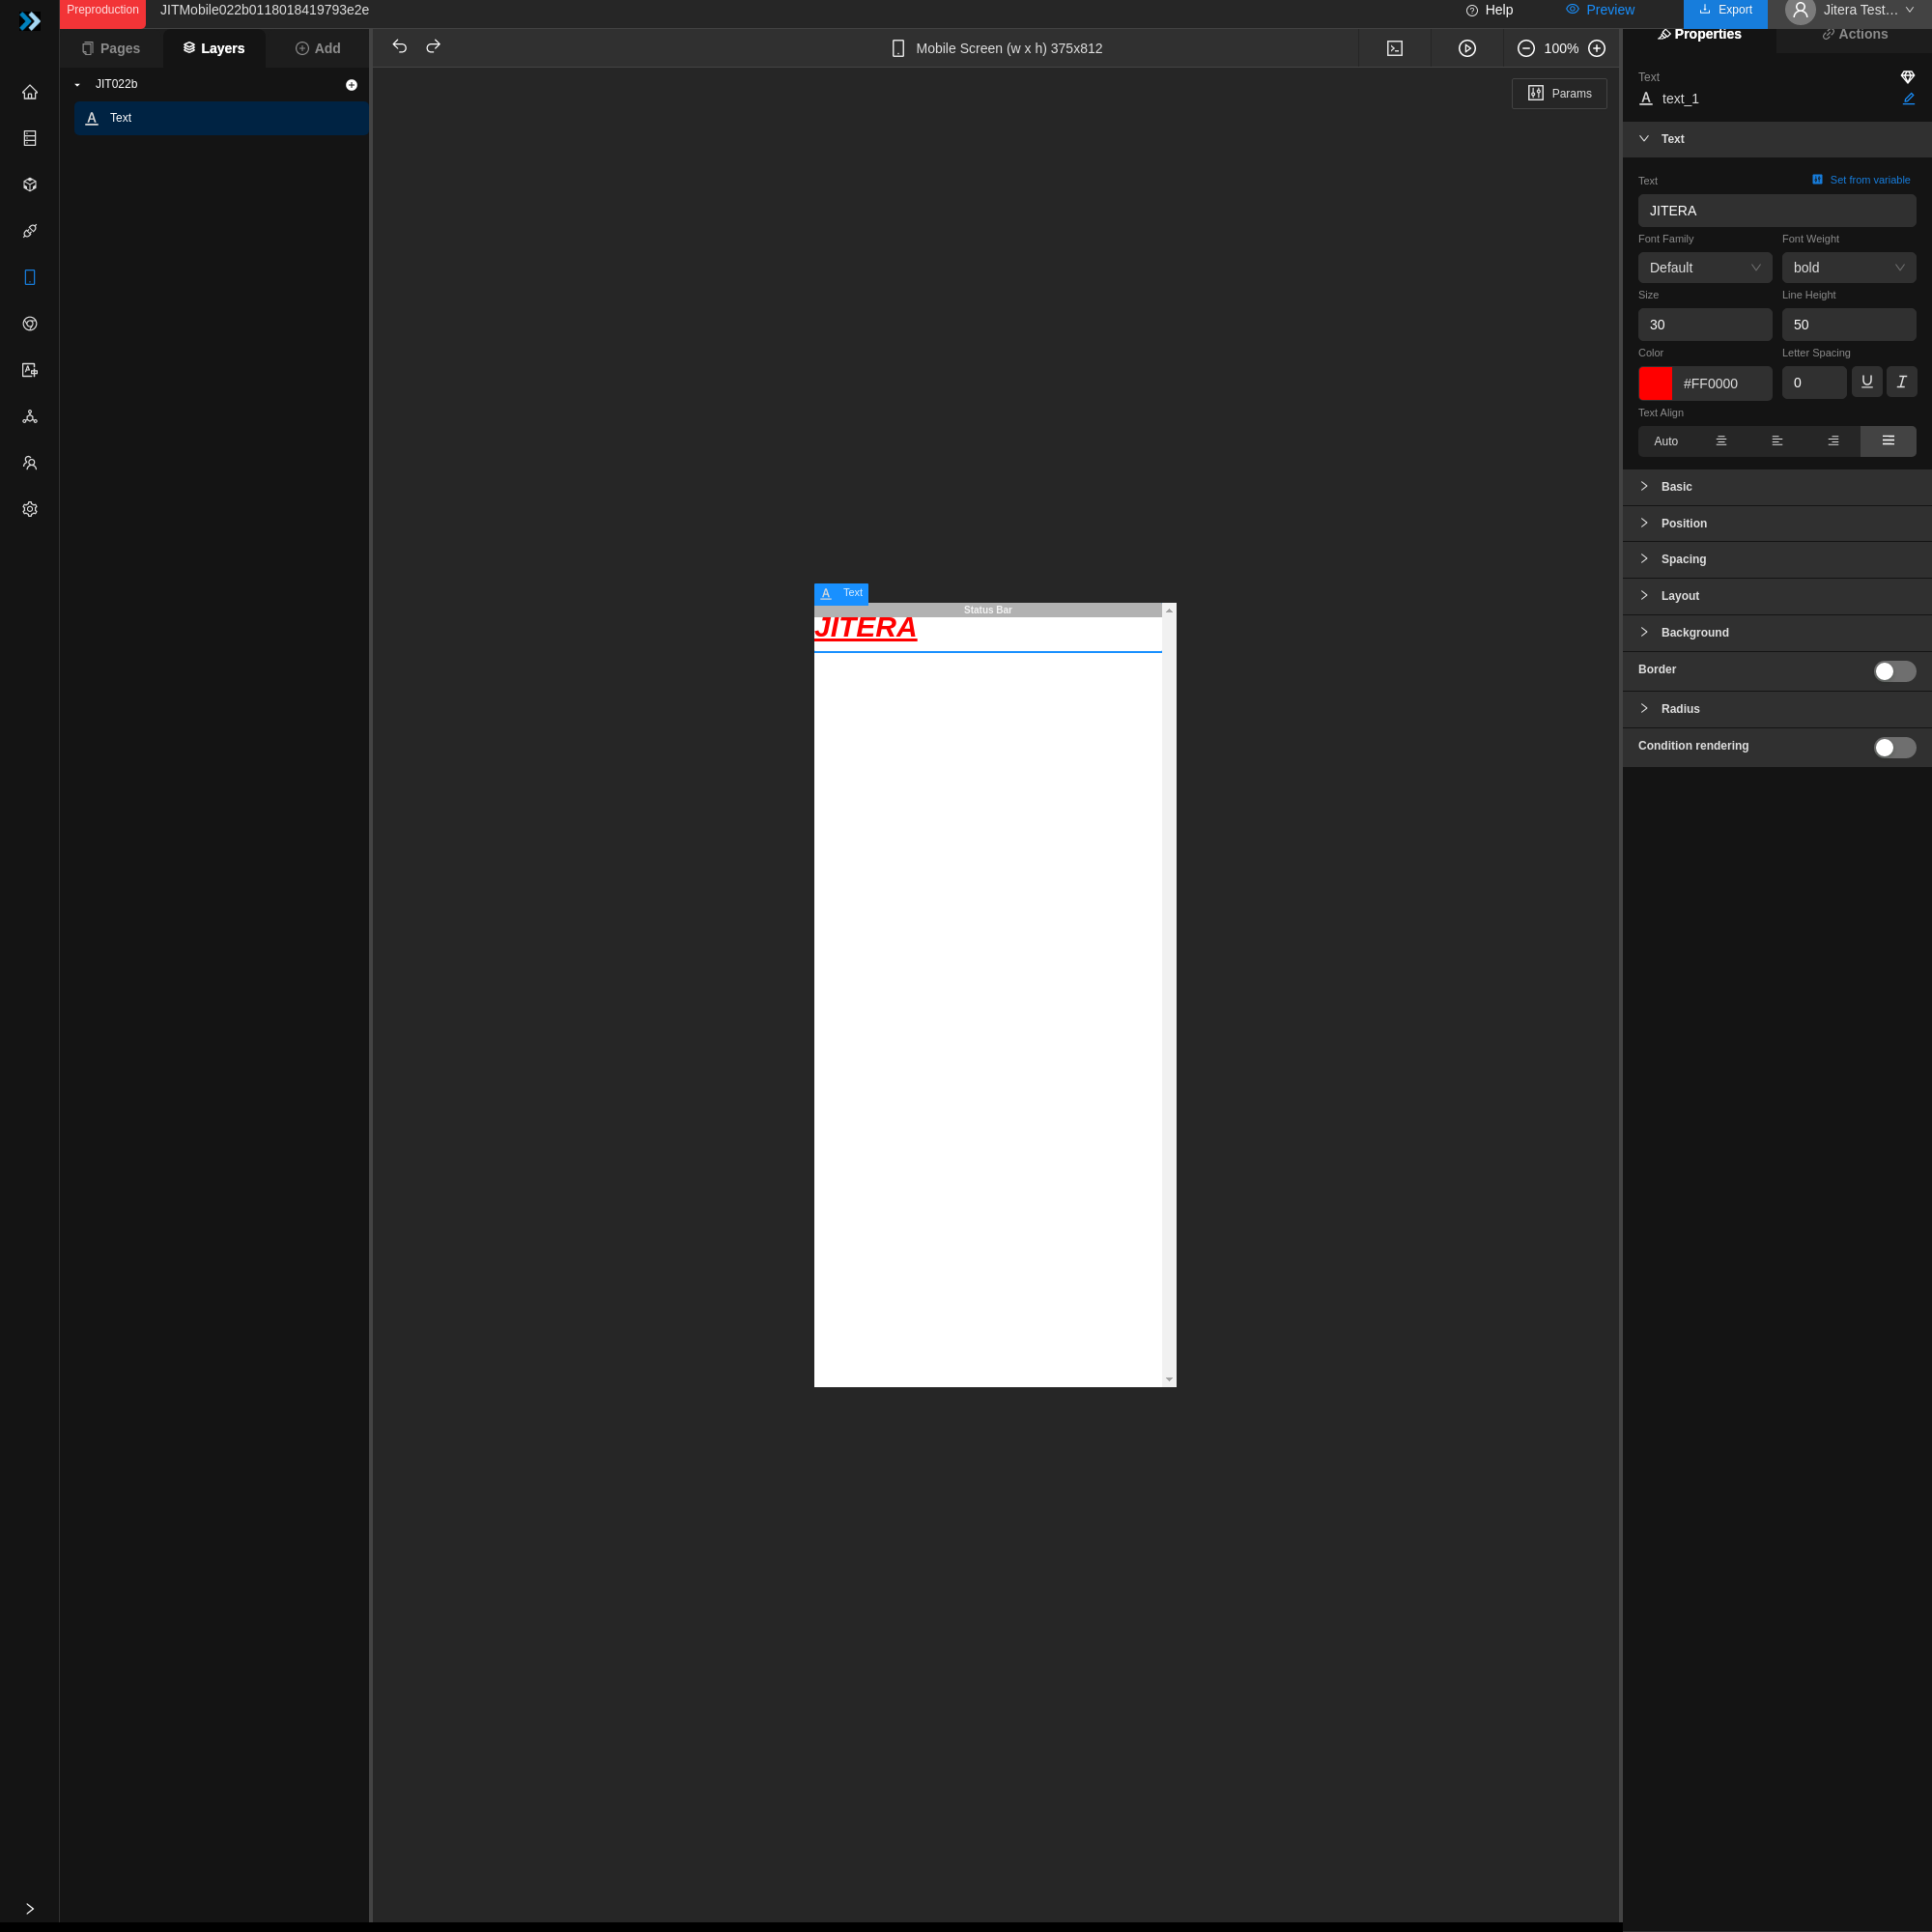 Preproduction JITMobile022b0118018419793e2e Help Preview Export Jitera Test...
Pages Layers Add Mobile Screen (w x h) 375x812 100% Properties Actions
JIT022b
Text
Params
Text
text_1
Text
Text Set from variable
JITERA
Font Family Font Weight
Default bold
Size Line Height
30 50
Color Letter Spacing
#FF0000 0
Text Align
Auto
Basic
Position
Spacing
Layout
Background
Border
Radius
Condition rendering
Text
Status Bar
JITERA